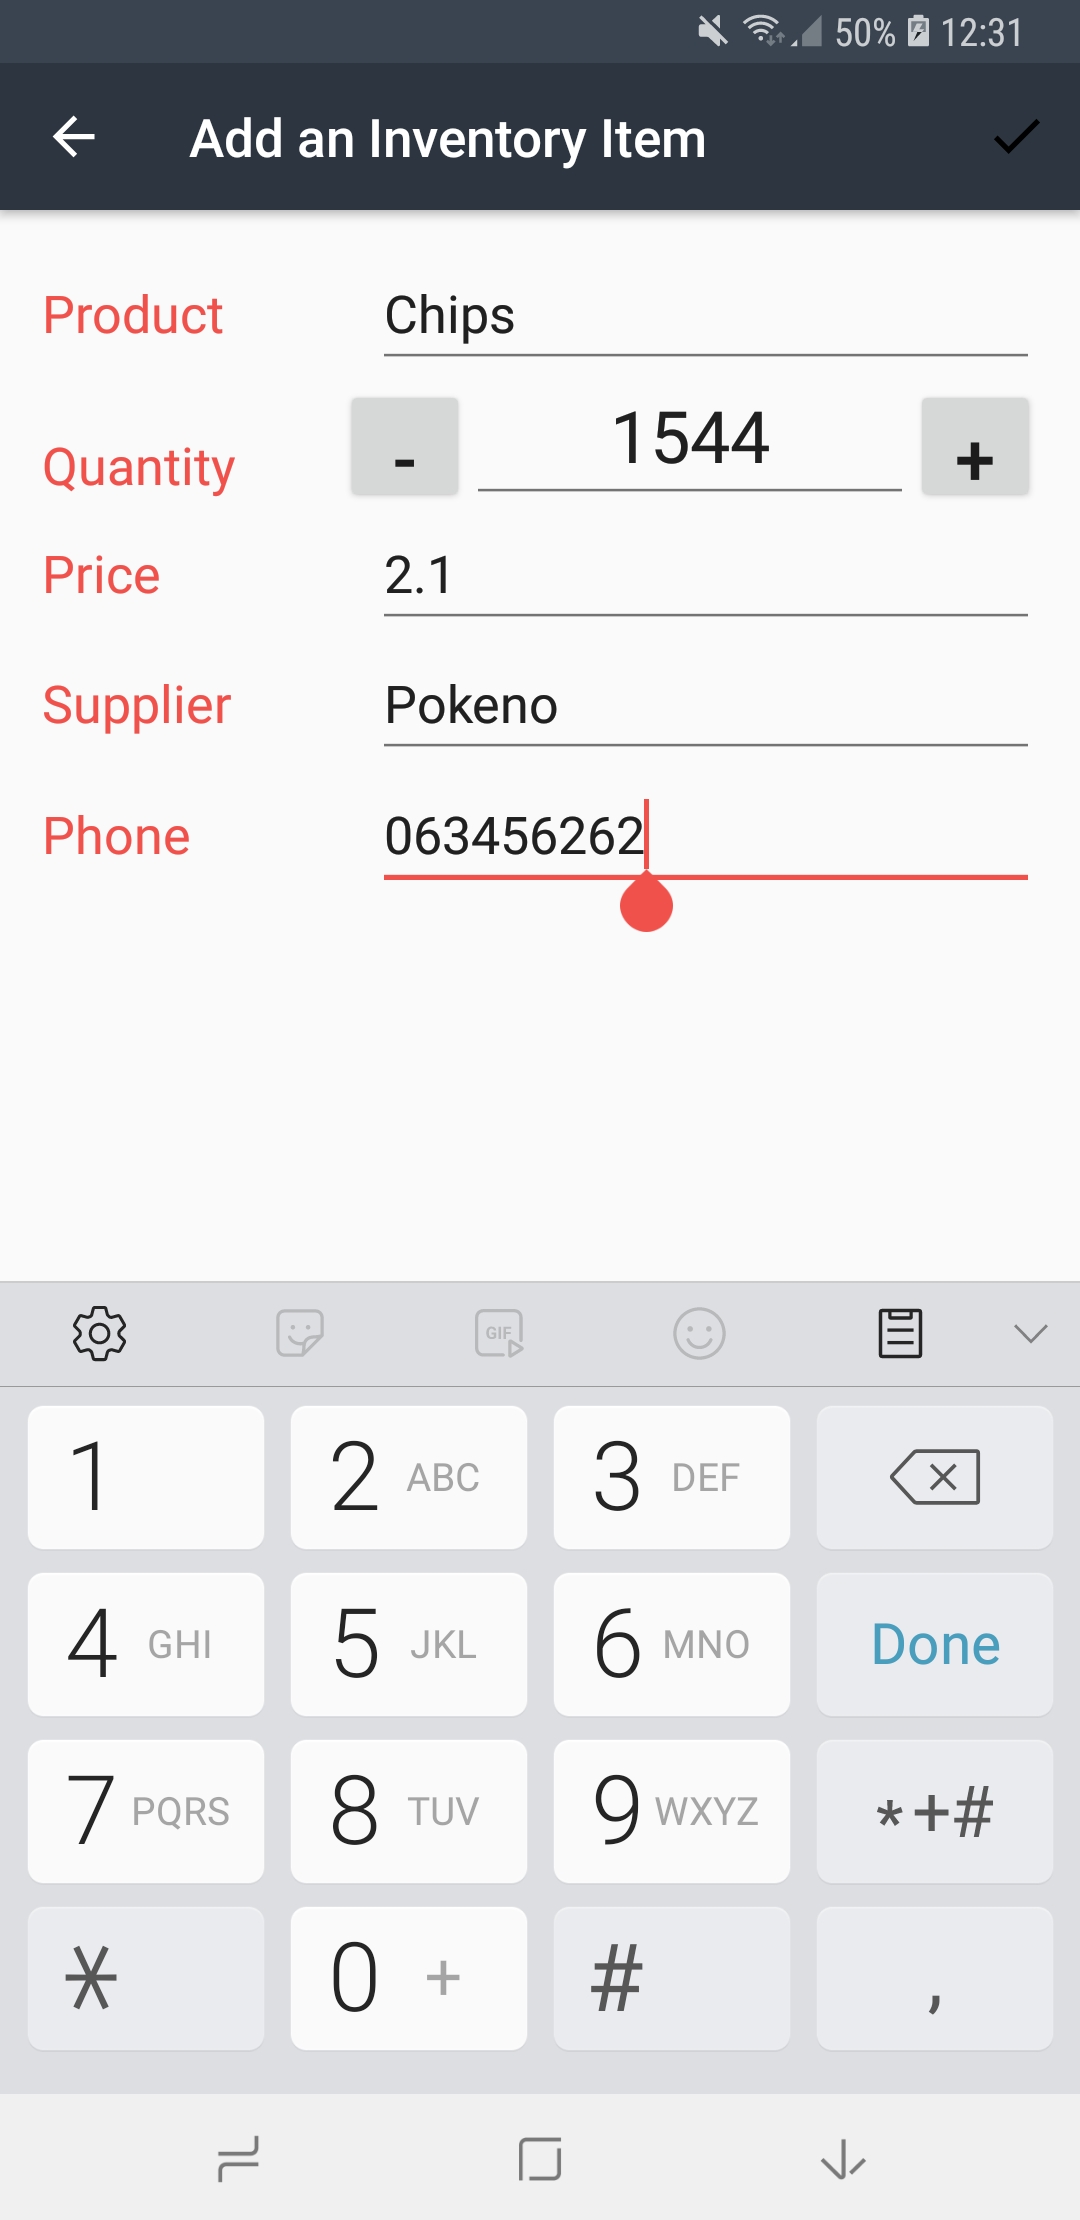 50% 12:31
Add an Inventory Item
Product Chips
Quantity - 1544 +
Price 2.1
Supplier Pokeno
Phone 063456262
GIF
1 2 ABC 3 DEF
4 GHI 5 JKL 6 MNO Done
7 PQRS 8 TUV 9 WXYZ *+#
* 0 + # ,